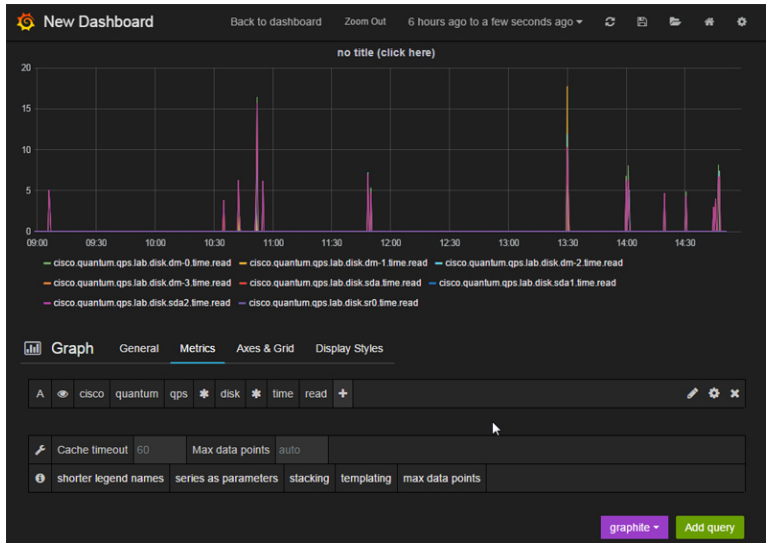 New Dashboard Back to dashboard Zoom Out 6 hours ago to a few seconds ago
no title (click here)
20
15
10
5
0
09:00 09:30 10:00 10:30 11:00 11:30 12:00 12:30 13:00 13:30 14:00 14:30
cisco.quantum.qps.lab.disk.dm-0.time.read cisco.quantum.qps.lab.disk.dm-1.time.read cisco.quantum.qps.lab.disk.dm-2.time.read
cisco.quantum.qps.lab.disk.dm-3.time.read cisco.quantum.qps.lab.disk.sda.time.read cisco.quantum.qps.lab.disk.sda1.time.read
cisco.quantum.qps.lab.disk.sda2.time.read cisco.quantum.qps.lab.disk.sr0.time.read
Graph General Metrics Axes & Grid Display Styles
A cisco quantum qps * disk * time read +
Cache timeout 60 Max data points auto
shorter legend names series as parameters stacking templating max data points
graphite Add query